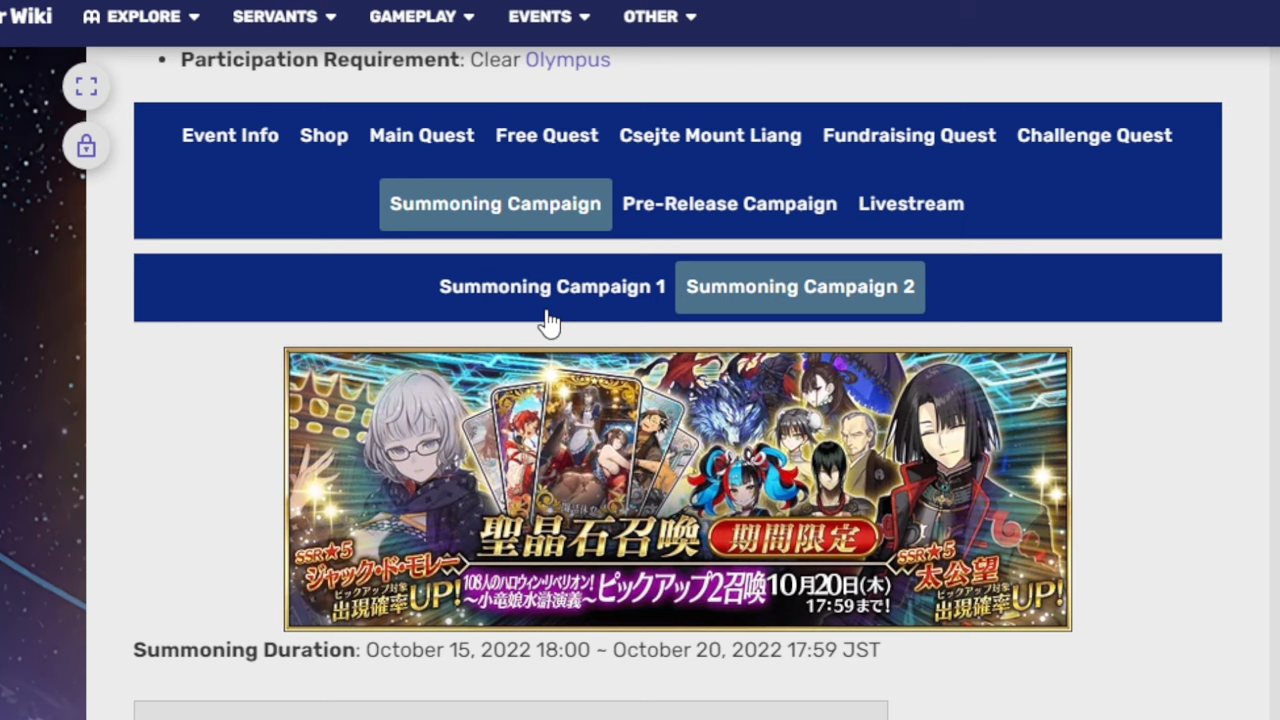 r Wiki EXPLORE SERVANTS GAMEPLAY EVENTS OTHER
• Participation Requirement: Clear Olympus
Event Info Shop Main Quest Free Quest Csejte Mount Liang Fundraising Quest Challenge Quest
Summoning Campaign Pre-Release Campaign Livestream
Summoning Campaign 1 Summoning Campaign 2
聖晶石召喚 期間限定
SSR★5
ジャック・ド・モレー
ピックアップ対象
出現確率UP!
108人のハロウィン・リベリオン!
～小竜娘水滸演義～
ピックアップ2召喚
10月20日(木)
17:59まで!
SSR★5
太公望
ピックアップ対象
出現確率UP!
Summoning Duration: October 15, 2022 18:00 ~ October 20, 2022 17:59 JST